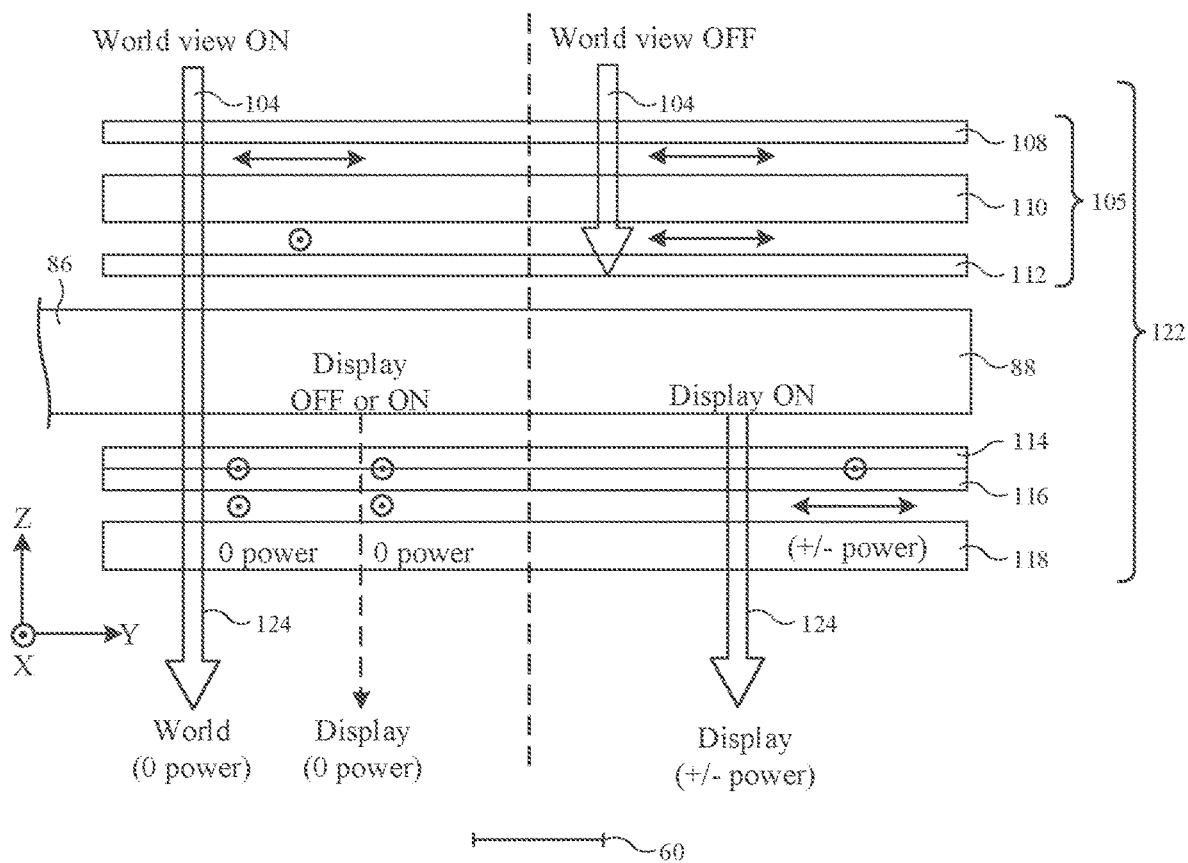 World view ON
World view OFF
104
104
108
110
105
86
112
122
Display
OFF or ON
Display ON
88
114
116
Z
0 power
0 power
(+/- power)
118
Y
X
124
124
World
(0 power)
Display
(0 power)
Display
(+/- power)
60